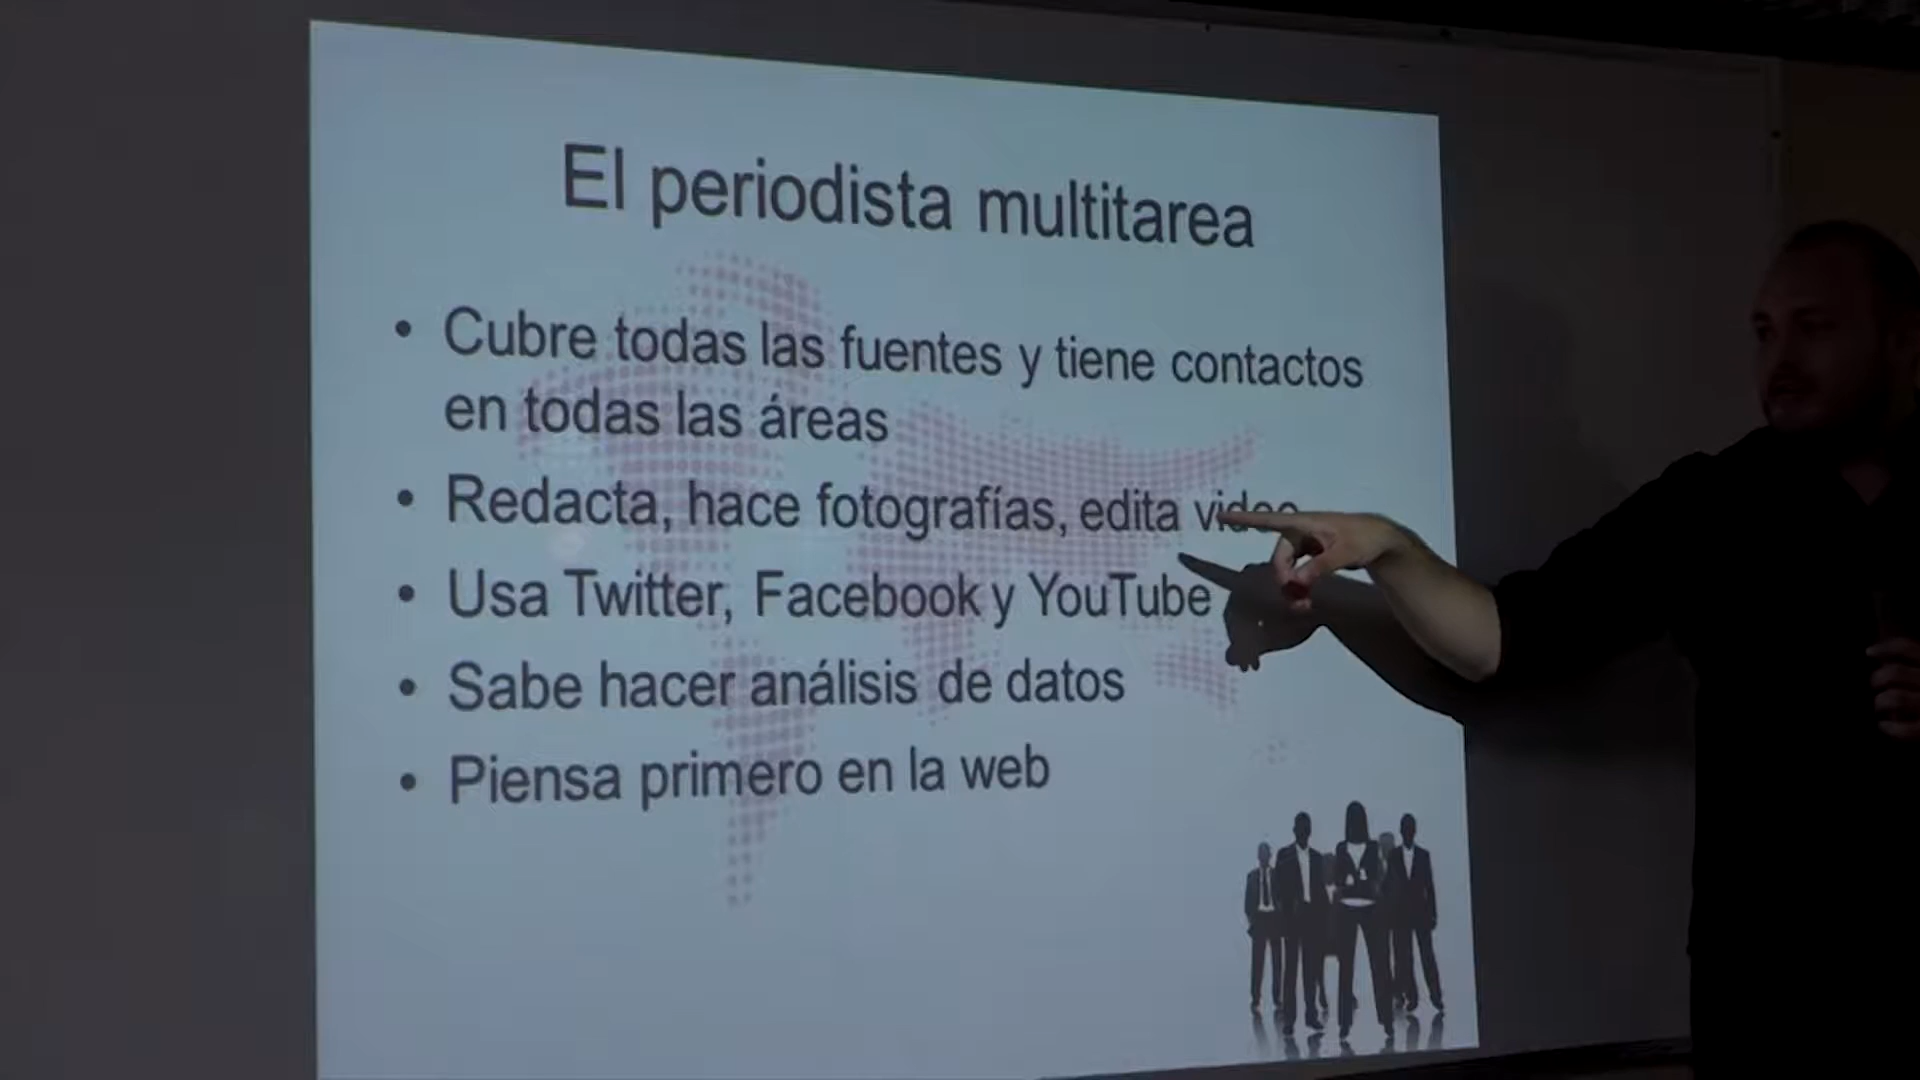 El periodista multitarea
• Cubre todas las fuentes y tiene contactos
en todas las áreas
• Redacta, hace fotografías, edita video
• Usa Twitter, Facebook y YouTube
• Sabe hacer análisis de datos
• Piensa primero en la web